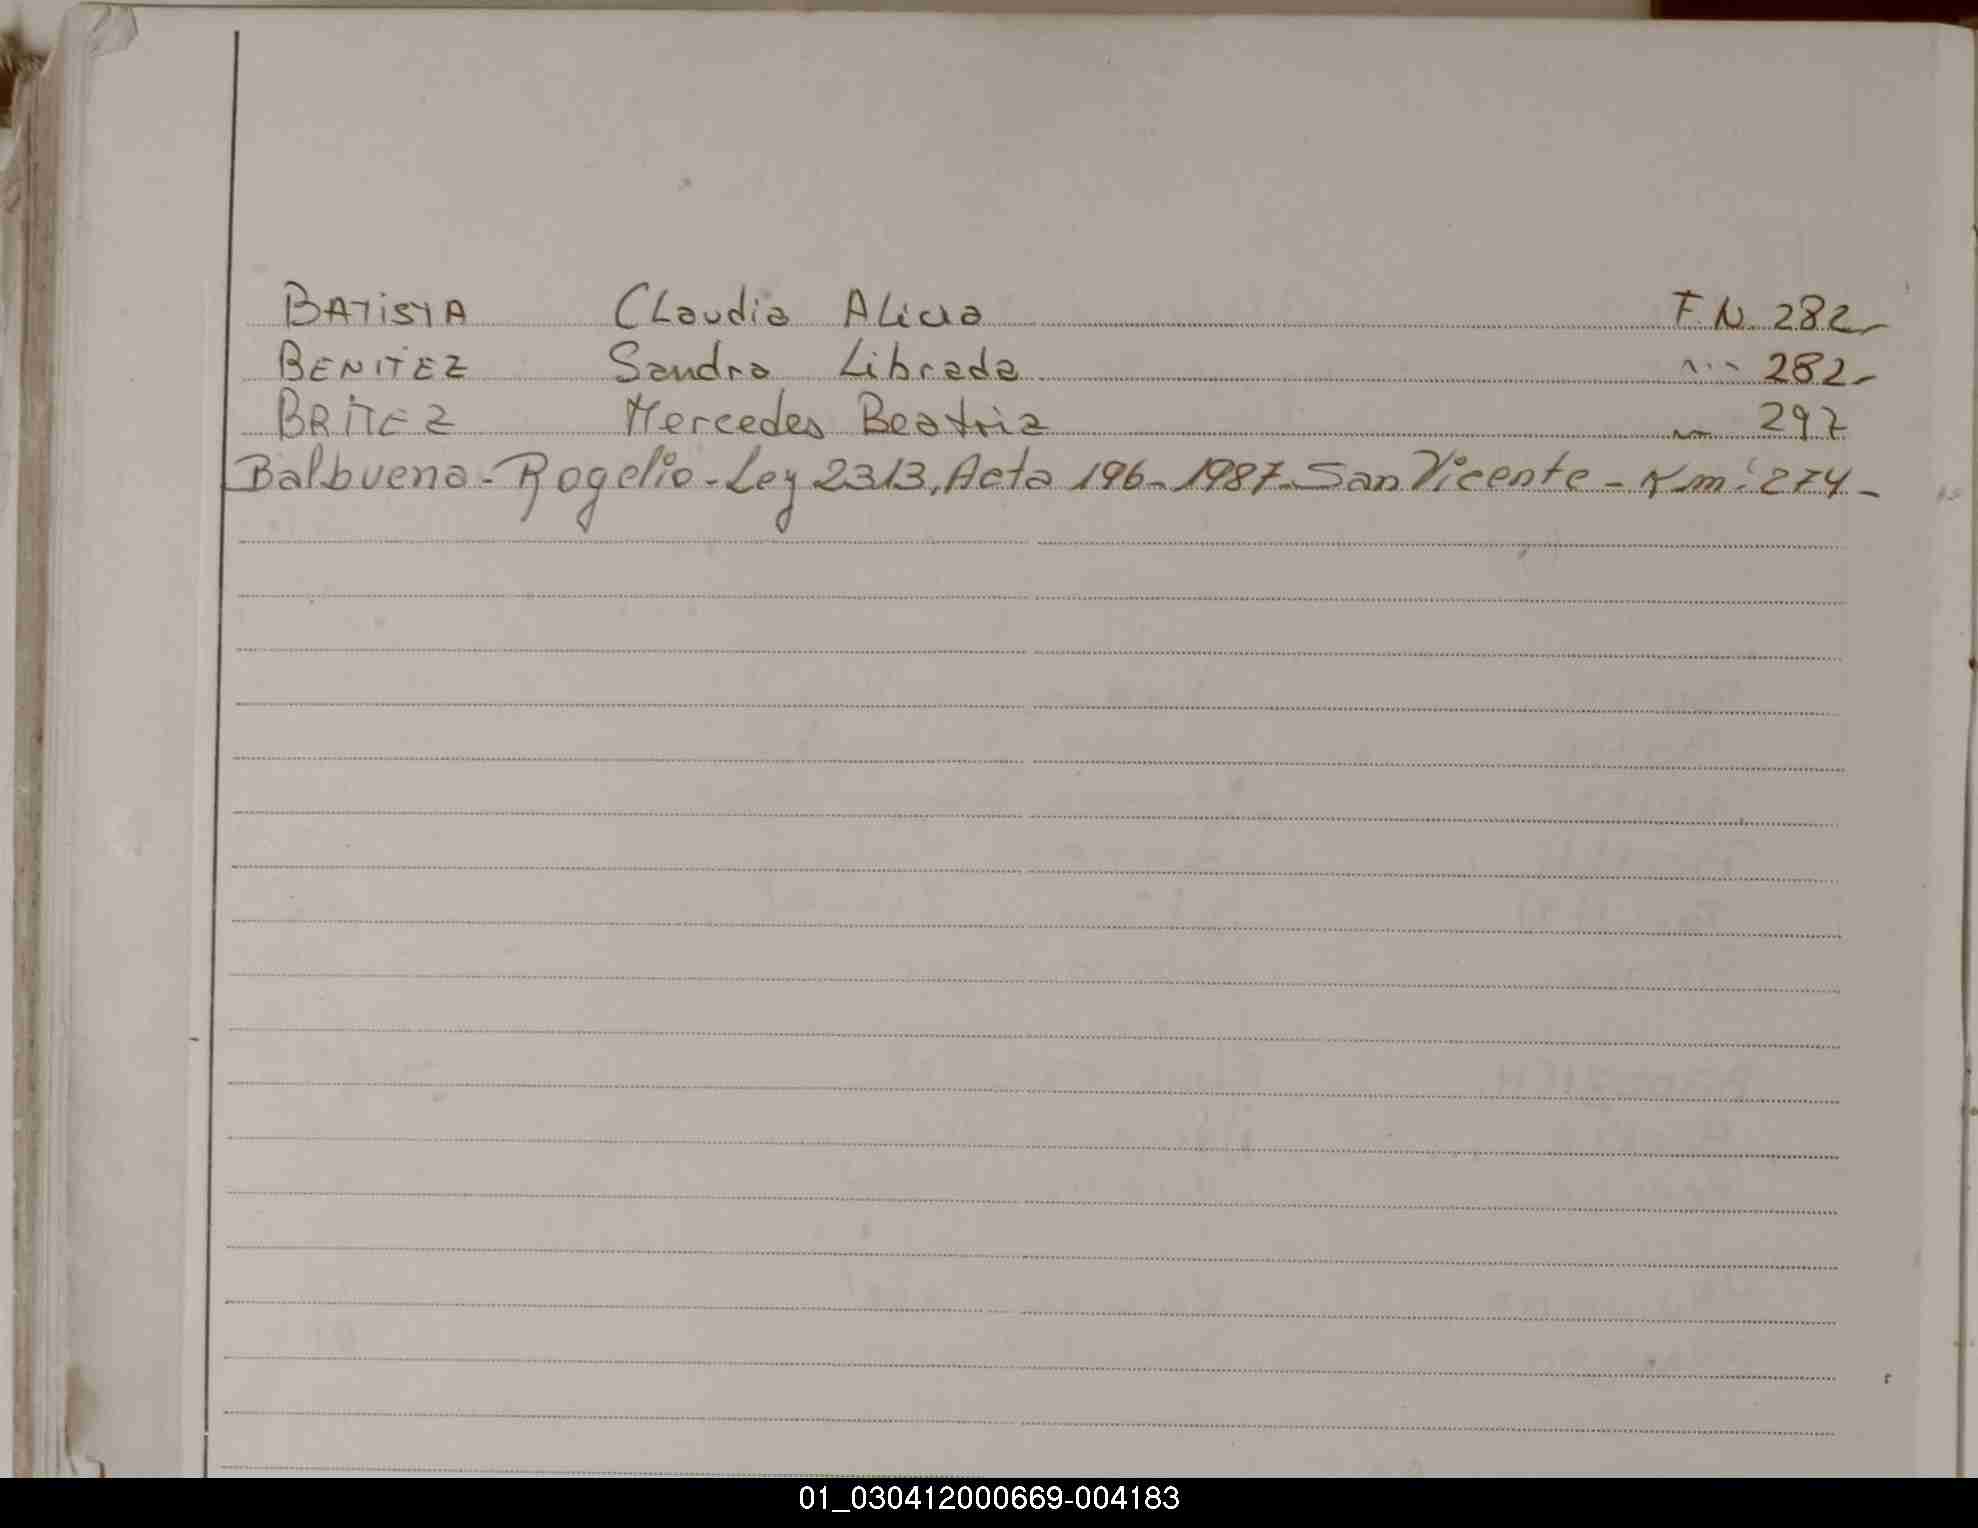 BATISTA Claudia Alicia F.N. 282-
BENITEZ Sandra Librada " " 282-
BRITEZ Mercedes Beatriz " 297
Balbuena - Rogelio - Ley 2313, Acta 196 - 1987 - San Vicente - Km: 274 -
01_030412000669-004183